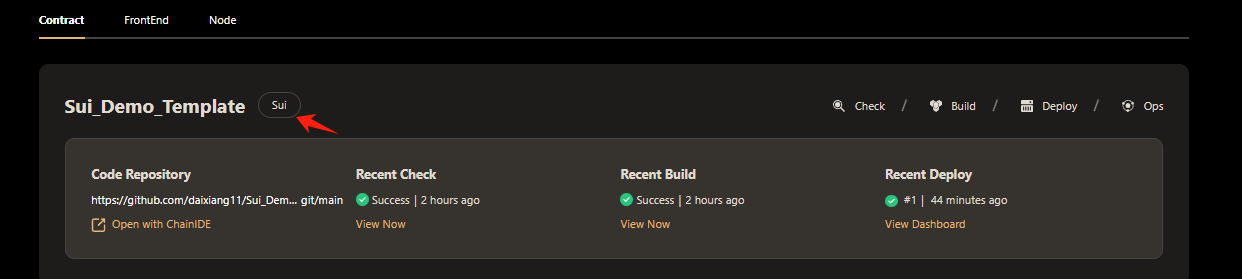 Contract FrontEnd Node
Sui_Demo_Template Sui Check / Build / Deploy / Ops
Code Repository Recent Check Recent Build Recent Deploy
https://github.com/daixiang11/Sui_Dem... git/main Success | 2 hours ago Success | 2 hours ago #1 | 44 minutes ago
Open with ChainIDE View Now View Now View Dashboard